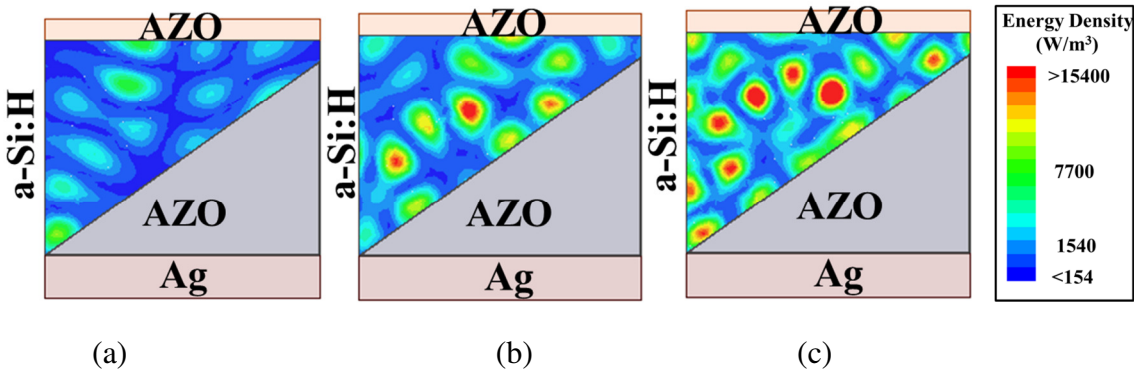 AZO
a-Si:H
AZO
Ag
(a)
AZO
a-Si:H
AZO
Ag
(b)
AZO
a-Si:H
AZO
Ag
(c)
Energy Density
(W/m³)
>15400
7700
1540
<154